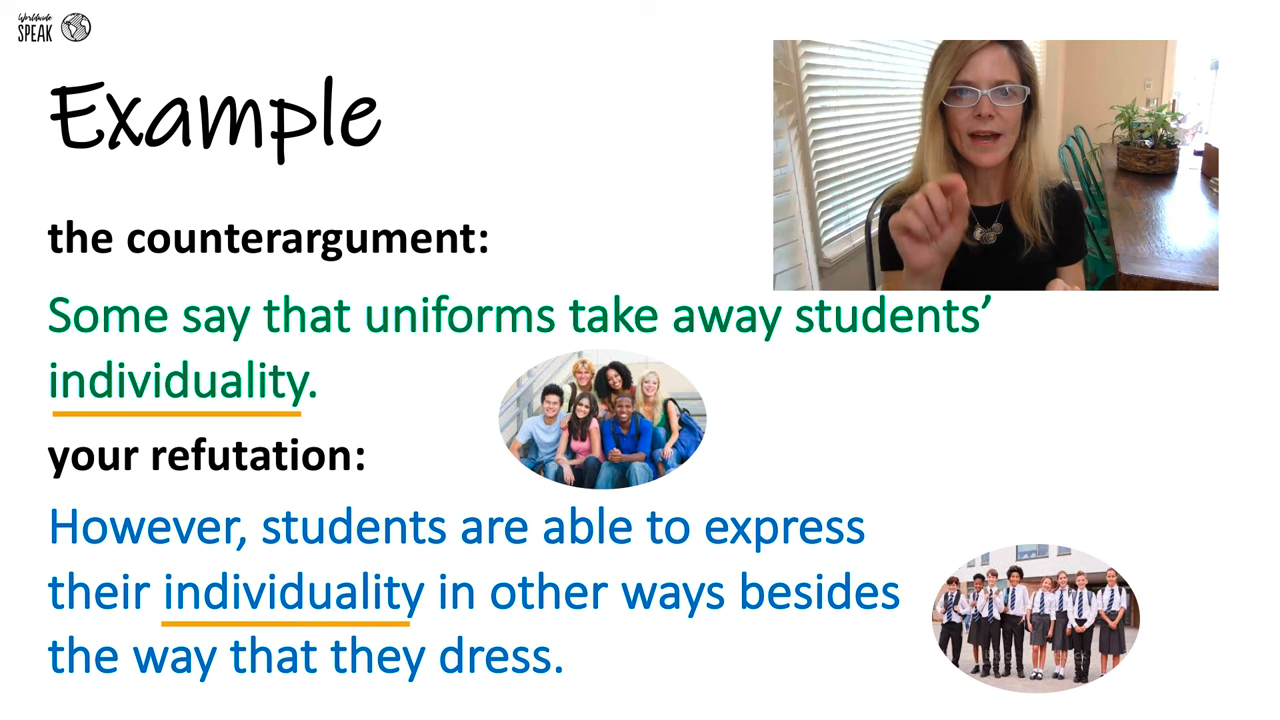 Worldwide
SPEAK
Example
the counterargument:
Some say that uniforms take away students’
individuality.
your refutation:
However, students are able to express
their individuality in other ways besides
the way that they dress.